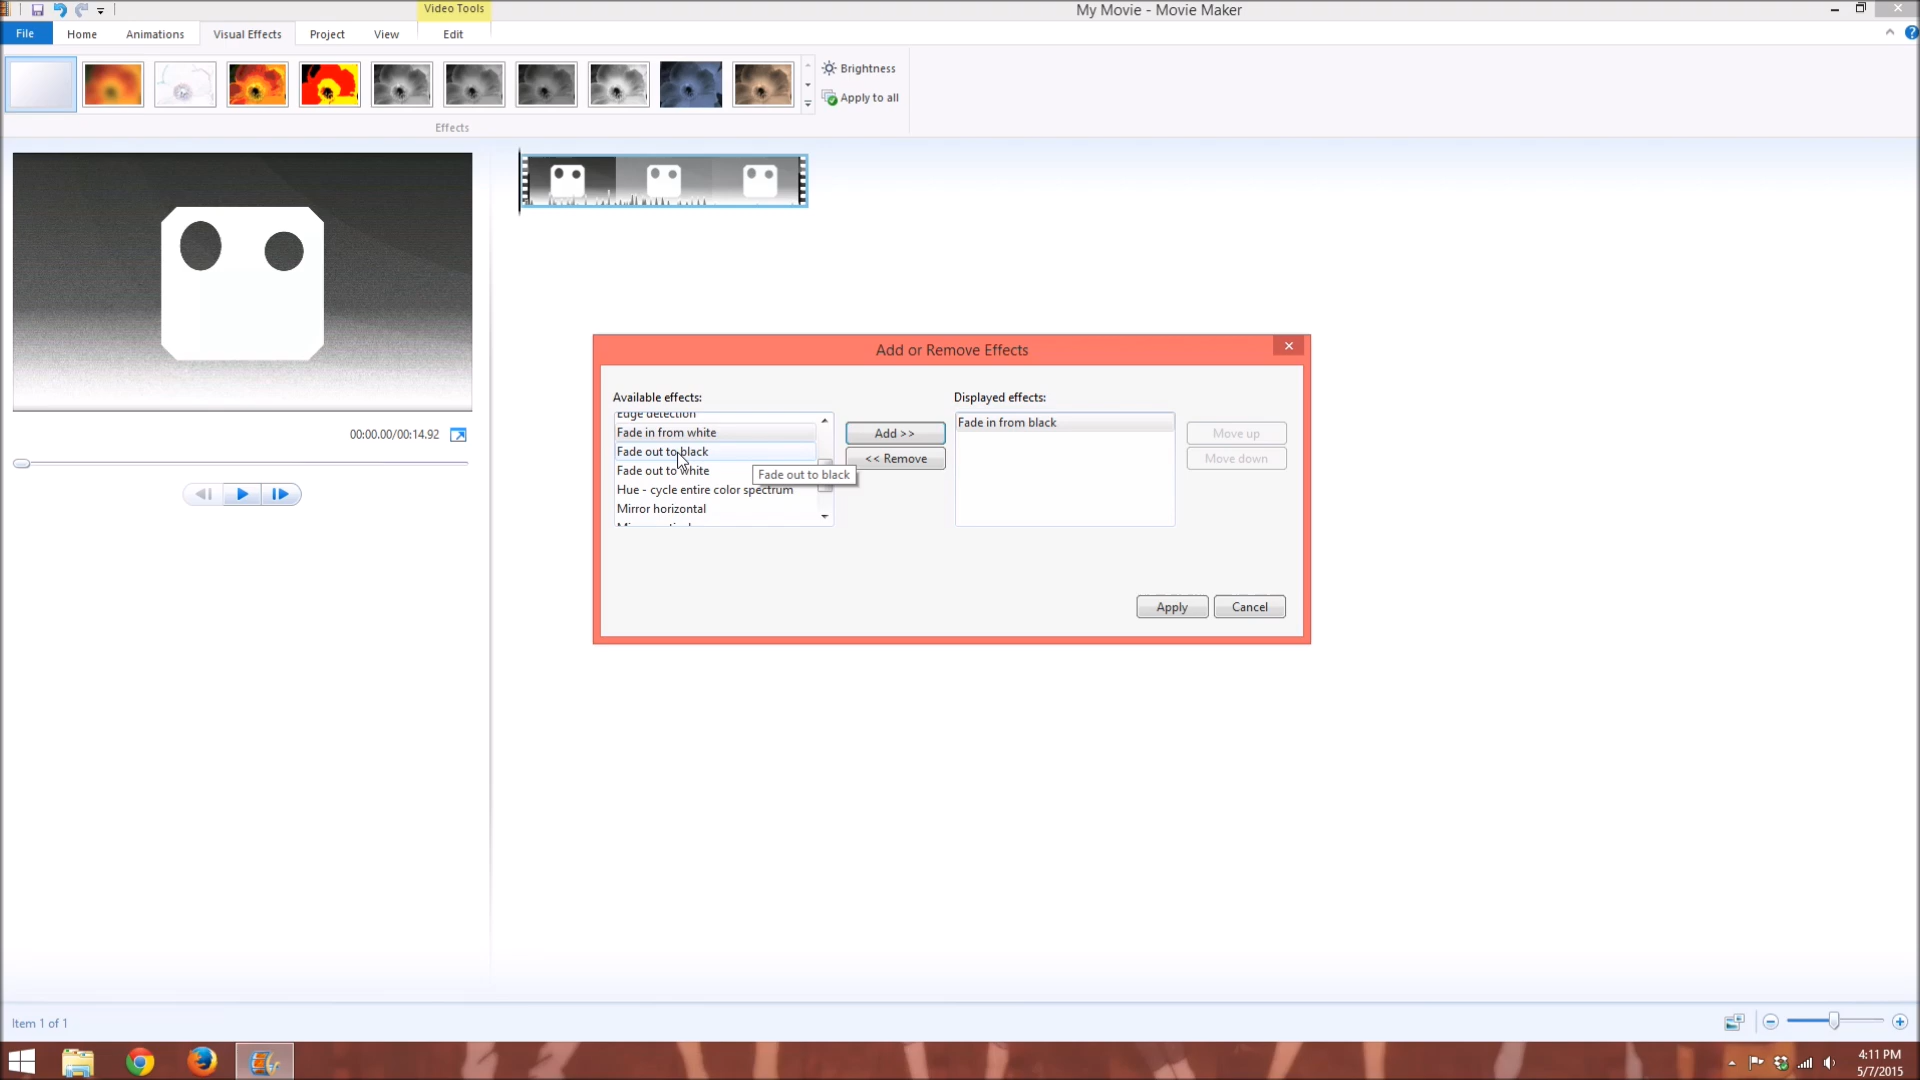 Video Tools
My Movie - Movie Maker
File
Home
Animations
Visual Effects
Project
View
Edit
Brightness
Apply to all
Effects
00:00.00/00:14.92
Add or Remove Effects
Available effects:
Displayed effects:
Edge detection
Fade in from white
Fade out to black
Fade out to white
Hue - cycle entire color spectrum
Mirror horizontal
Fade out to black
Add >>
<< Remove
Fade in from black
Move up
Move down
Apply
Cancel
Item 1 of 1
4:11 PM
5/7/2015